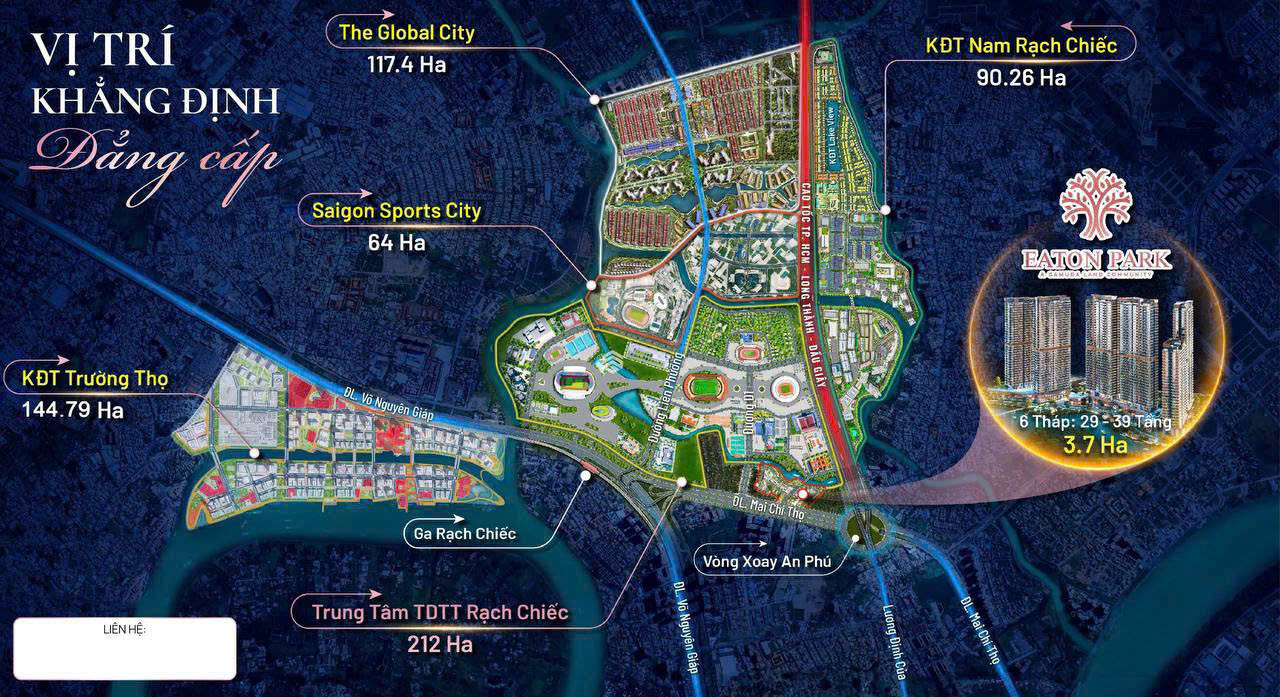 VỊ TRÍ
KHẲNG ĐỊNH
Đẳng cấp
The Global City
117.4 Ha
KĐT Nam Rạch Chiếc
90.26 Ha
KĐT Lake View
Saigon Sports City
64 Ha
CAO TỐC TP. HCM - LONG THÀNH - DẦU GIÂY
EATON PARK
A GAMUDA LAND COMMUNITY
6 Tháp: 29 - 39 Tầng
3.7 Ha
KĐT Trường Thọ
144.79 Ha
ĐL. Võ Nguyên Giáp
Đường Liên Phường
Đường D1
ĐL. Mai Chí Thọ
Ga Rạch Chiếc
Vòng Xoay An Phú
Trung Tâm TDTT Rạch Chiếc
212 Ha
ĐL. Võ Nguyên Giáp
Lương Định Của
ĐL. Mai Chí Thọ
LIÊN HỆ: